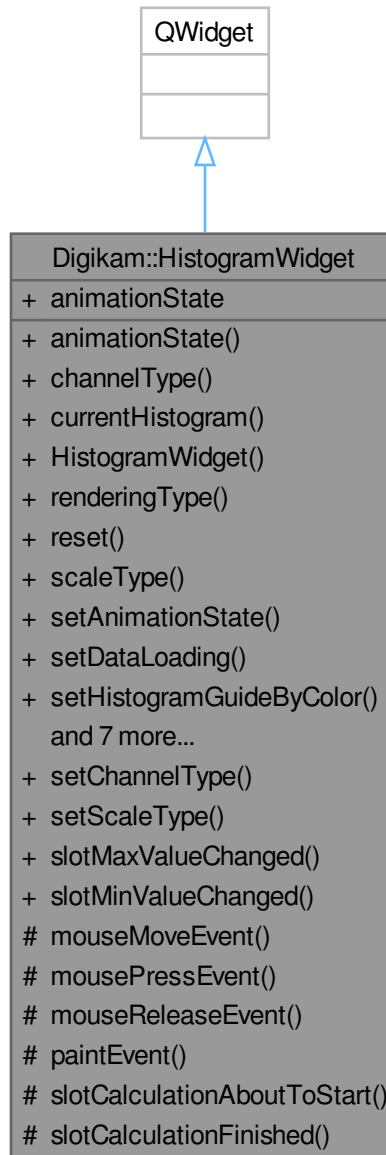 QWidget
Digikam::HistogramWidget
+ animationState
+ animationState()
+ channelType()
+ currentHistogram()
+ HistogramWidget()
+ renderingType()
+ reset()
+ scaleType()
+ setAnimationState()
+ setDataLoading()
+ setHistogramGuideByColor()
and 7 more...
+ setChannelType()
+ setScaleType()
+ slotMaxValueChanged()
+ slotMinValueChanged()
# mouseMoveEvent()
# mousePressEvent()
# mouseReleaseEvent()
# paintEvent()
# slotCalculationAboutToStart()
# slotCalculationFinished()